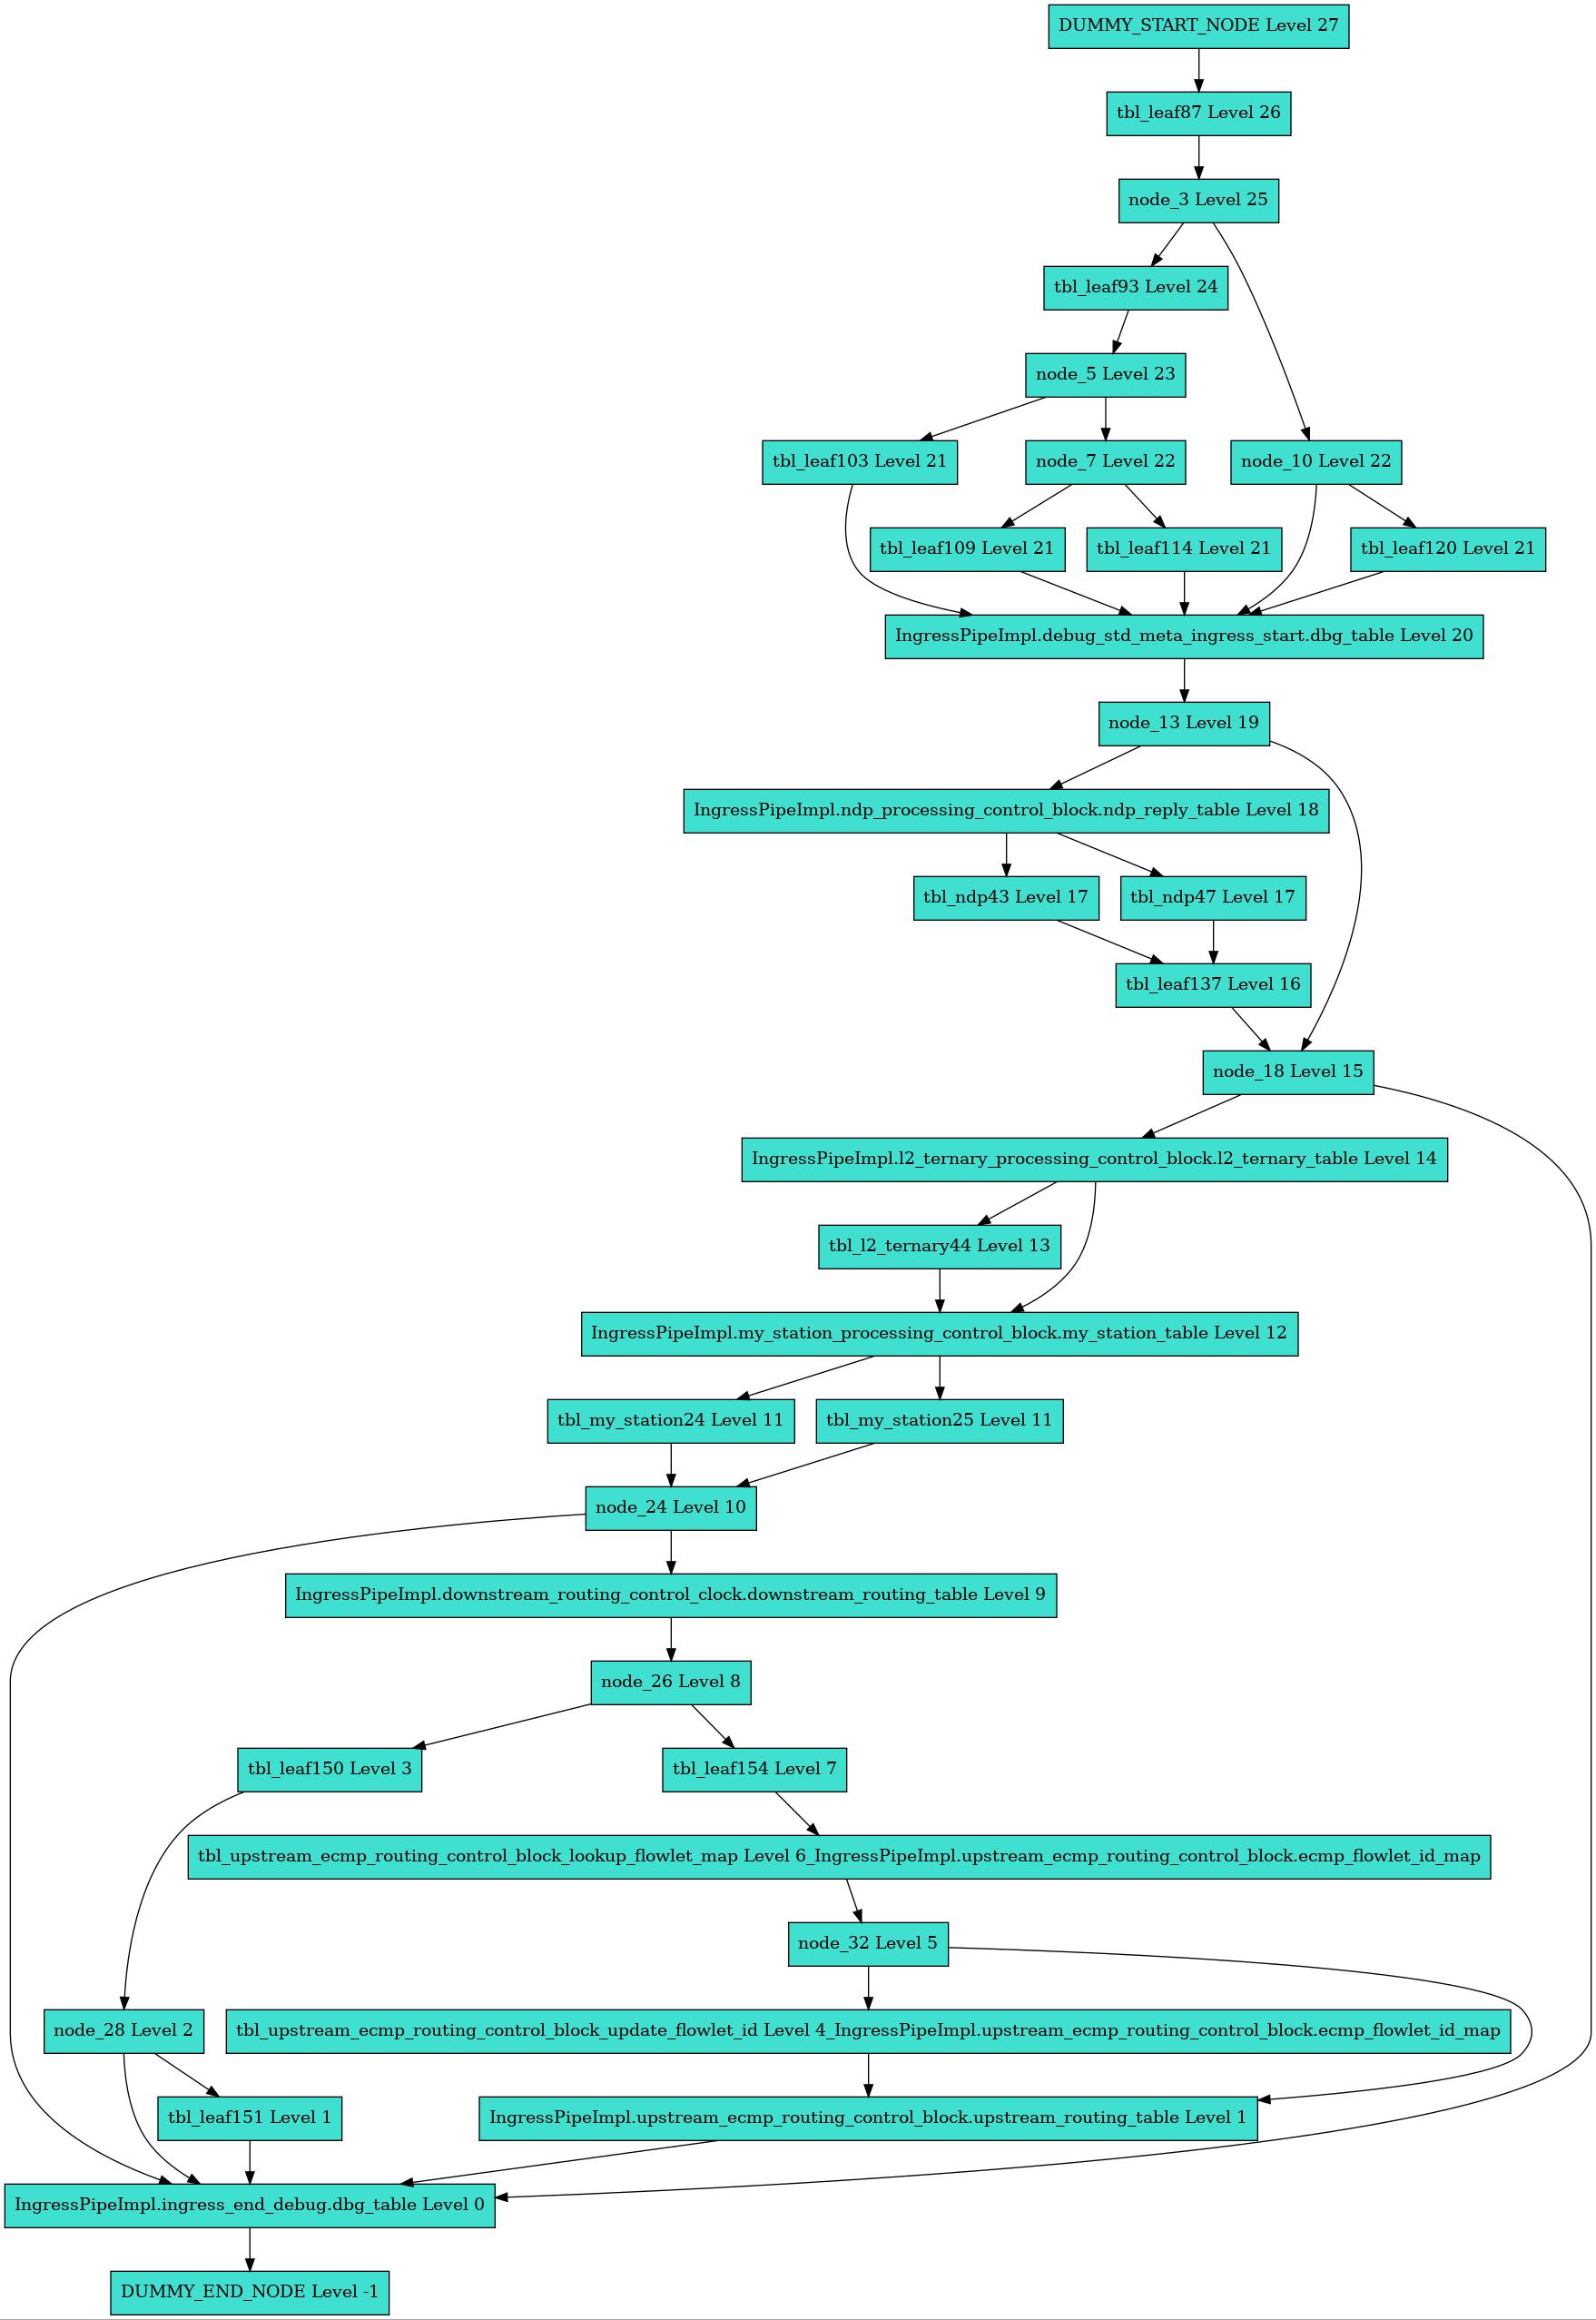 DUMMY_START_NODE Level 27
tbl_leaf87 Level 26
node_3 Level 25
tbl_leaf93 Level 24
node_5 Level 23
tbl_leaf103 Level 21
node_7 Level 22
node_10 Level 22
tbl_leaf109 Level 21
tbl_leaf114 Level 21
tbl_leaf120 Level 21
IngressPipeImpl.debug_std_meta_ingress_start.dbg_table Level 20
node_13 Level 19
IngressPipeImpl.ndp_processing_control_block.ndp_reply_table Level 18
tbl_ndp43 Level 17
tbl_ndp47 Level 17
tbl_leaf137 Level 16
node_18 Level 15
IngressPipeImpl.l2_ternary_processing_control_block.l2_ternary_table Level 14
tbl_l2_ternary44 Level 13
IngressPipeImpl.my_station_processing_control_block.my_station_table Level 12
tbl_my_station24 Level 11
tbl_my_station25 Level 11
node_24 Level 10
IngressPipeImpl.downstream_routing_control_clock.downstream_routing_table Level 9
node_26 Level 8
tbl_leaf150 Level 3
tbl_leaf154 Level 7
tbl_upstream_ecmp_routing_control_block_lookup_flowlet_map Level 6_IngressPipeImpl.upstream_ecmp_routing_control_block.ecmp_flowlet_id_map
node_32 Level 5
node_28 Level 2
tbl_upstream_ecmp_routing_control_block_update_flowlet_id Level 4_IngressPipeImpl.upstream_ecmp_routing_control_block.ecmp_flowlet_id_map
tbl_leaf151 Level 1
IngressPipeImpl.upstream_ecmp_routing_control_block.upstream_routing_table Level 1
IngressPipeImpl.ingress_end_debug.dbg_table Level 0
DUMMY_END_NODE Level -1